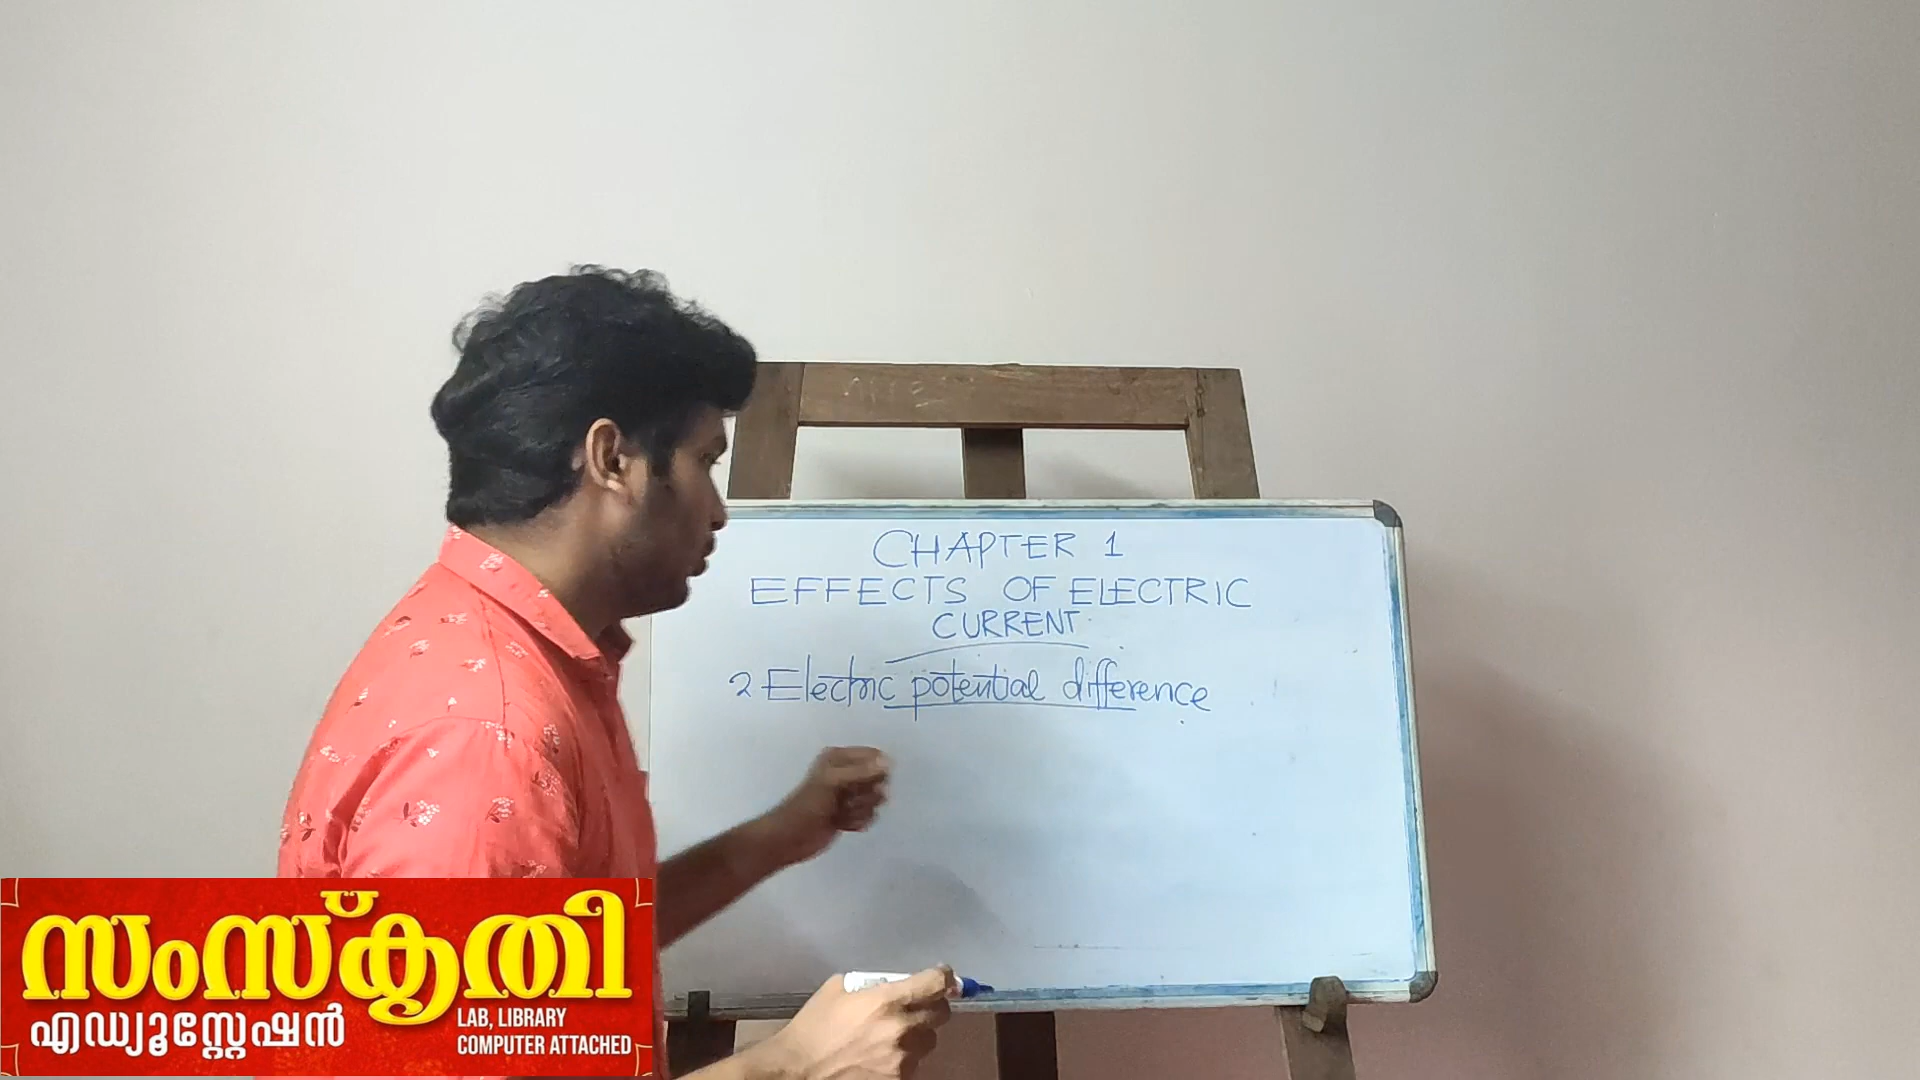 CHAPTER 1
EFFECTS OF ELECTRIC
CURRENT
2 Electric potential difference
സംസ്കൃതീ
എഡ്യൂസ്റ്റേഷൻ
LAB, LIBRARY
COMPUTER ATTACHED